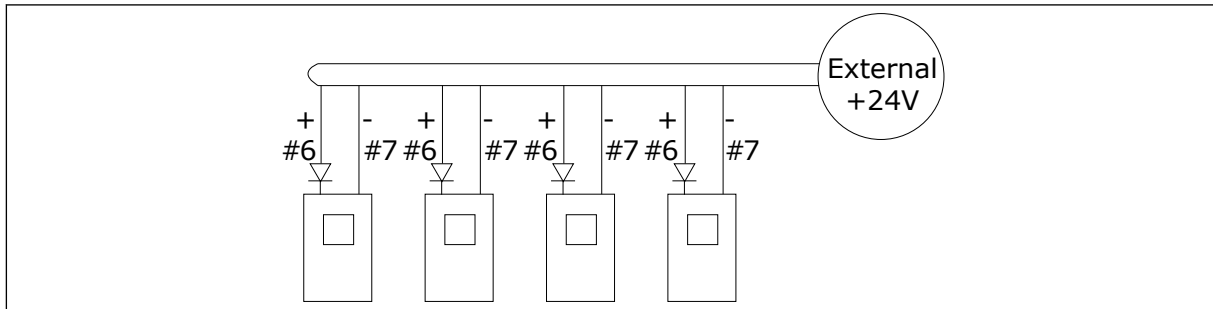 External
+24V
+ - + - + - + -
#6 #7 #6 #7 #6 #7 #6 #7